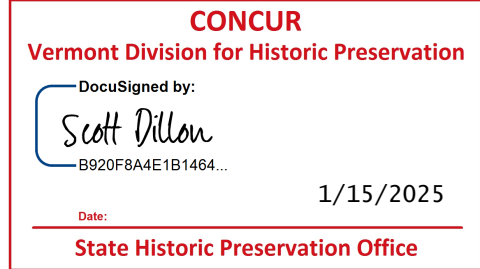 CONCUR
Vermont Division for Historic Preservation
DocuSigned by:
Scott Dillon
B920F8A4E1B1464...
1/15/2025
Date:
State Historic Preservation Office